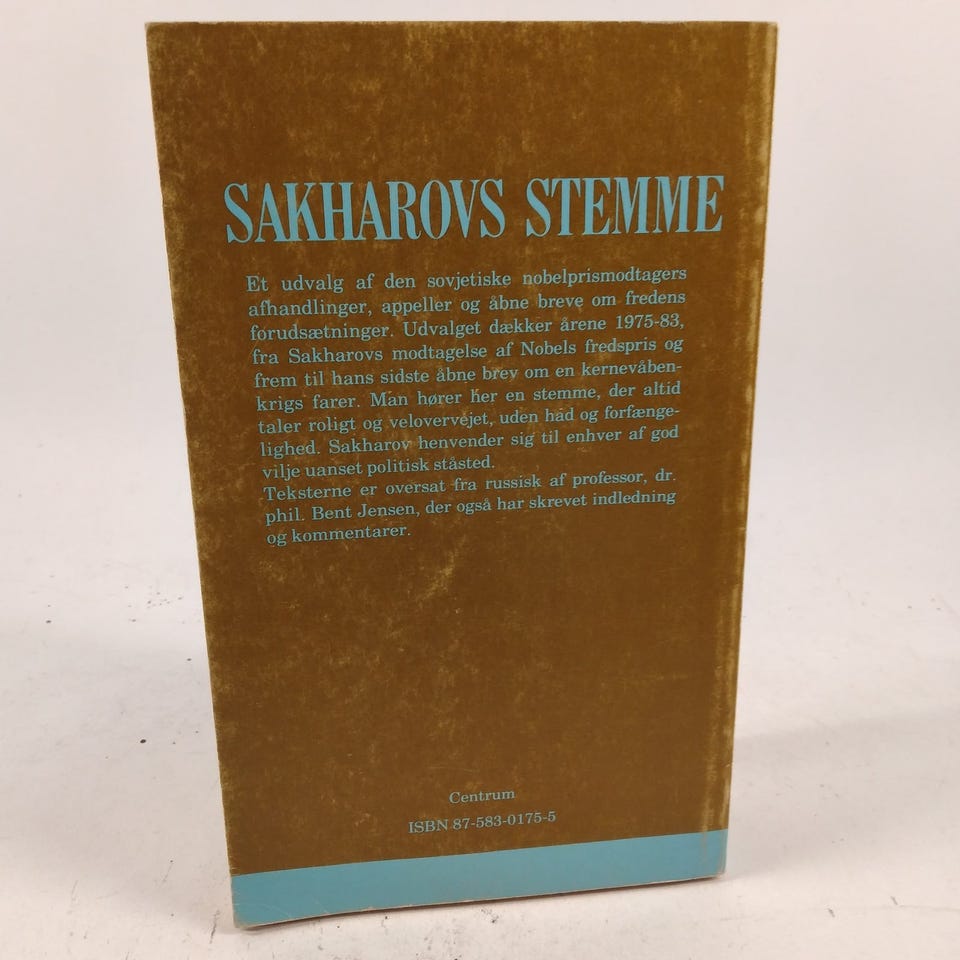 SAKHAROVS STEMME
Et udvalg af den sovjetiske nobelprismodtagers
afhandlinger, appeller og åbne breve om fredens
forudsætninger. Udvalget dækker årene 1975-83,
fra Sakharovs modtagelse af Nobels fredspris og
frem til hans sidste åbne brev om en kernevåben-
krigs farer. Man hører her en stemme, der altid
taler roligt og velovervejet, uden had og forfænge-
lighed. Sakharov henvender sig til enhver af god
vilje uanset politisk ståsted.
Teksterne er oversat fra russisk af professor, dr.
phil. Bent Jensen, der også har skrevet indledning
og kommentarer.
Centrum
ISBN 87-583-0175-5